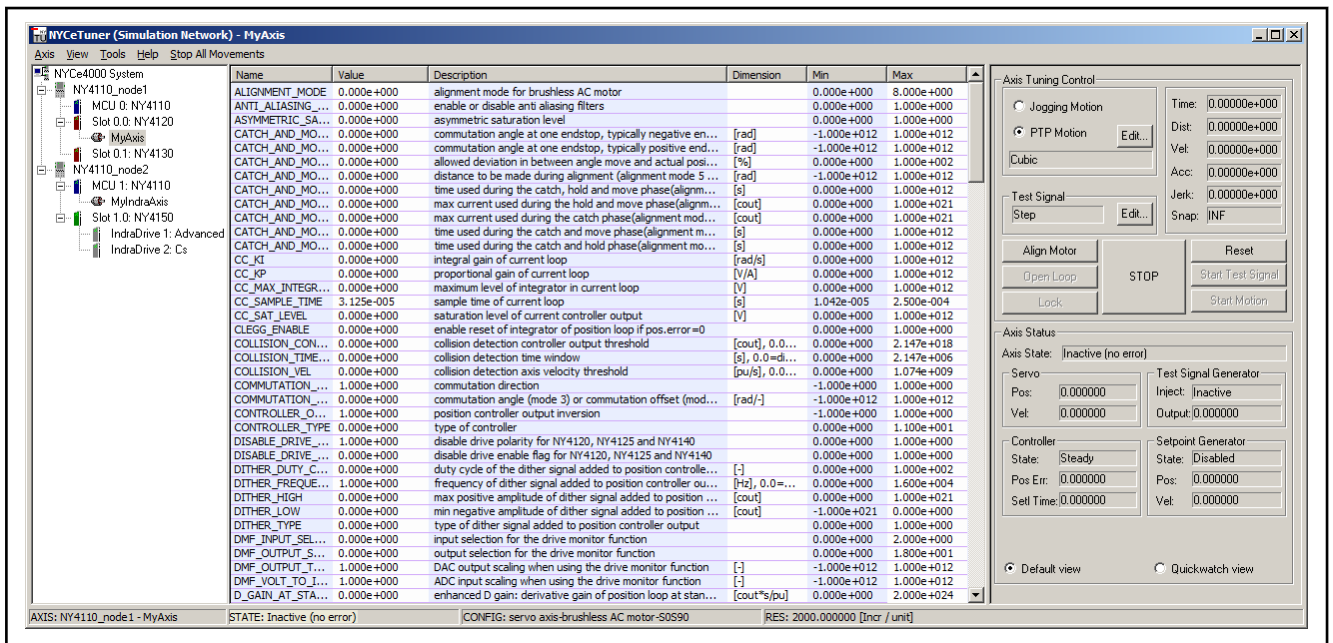 NYCeTuner (Simulation Network) - MyAxis
Axis View Tools Help Stop All Movements
NYCe4000 System
NY4110_node1
MCU 0: NY4110
Slot 0.0: NY4120
MyAxis
Slot 0.1: NY4130
NY4110_node2
MCU 1: NY4110
MyIndraAxis
Slot 1.0: NY4150
IndraDrive 1: Advanced
IndraDrive 2: Cs
Name Value Description Dimension Min Max
ALIGNMENT_MODE 0.000e+000 alignment mode for brushless AC motor 0.000e+000 8.000e+000
ANTI_ALIASING_... 0.000e+000 enable or disable anti aliasing filters 0.000e+000 1.000e+000
ASYMMETRIC_SA... 0.000e+000 asymmetric saturation level 0.000e+000 1.000e+000
CATCH_AND_MO... 0.000e+000 commutation angle at one endstop, typically negative en... [rad] -1.000e+012 1.000e+012
CATCH_AND_MO... 0.000e+000 commutation angle at one endstop, typically positive end... [rad] -1.000e+012 1.000e+012
CATCH_AND_MO... 0.000e+000 allowed deviation in between angle move and actual posi... [%] 0.000e+000 1.000e+002
CATCH_AND_MO... 0.000e+000 distance to be made during alignment (alignment mode 5 ... [rad] -1.000e+012 1.000e+012
CATCH_AND_MO... 0.000e+000 time used during the catch, hold and move phase(alignm... [s] 0.000e+000 1.000e+012
CATCH_AND_MO... 0.000e+000 max current used during the hold and move phase(alignm... [cout] 0.000e+000 1.000e+021
CATCH_AND_MO... 0.000e+000 max current used during the catch phase(alignment mod... [cout] 0.000e+000 1.000e+021
CATCH_AND_MO... 0.000e+000 time used during the catch and move phase(alignment m... [s] 0.000e+000 1.000e+012
CATCH_AND_MO... 0.000e+000 time used during the catch and hold phase(alignment mo... [s] 0.000e+000 1.000e+012
CC_KI 0.000e+000 integral gain of current loop [rad/s] 0.000e+000 1.000e+012
CC_KP 0.000e+000 proportional gain of current loop [V/A] 0.000e+000 1.000e+012
CC_MAX_INTEGR... 0.000e+000 maximum level of integrator in current loop [V] 0.000e+000 1.000e+012
CC_SAMPLE_TIME 3.125e-005 sample time of current loop [s] 1.042e-005 2.500e-004
CC_SAT_LEVEL 0.000e+000 saturation level of current controller output [V] 0.000e+000 1.000e+012
CLEGG_ENABLE 0.000e+000 enable reset of integrator of position loop if pos.error=0 0.000e+000 1.000e+000
COLLISION_CON... 0.000e+000 collision detection controller output threshold [cout], 0.0... 0.000e+000 2.147e+018
COLLISION_TIME... 0.000e+000 collision detection time window [s], 0.0=di... 0.000e+000 2.147e+006
COLLISION_VEL 0.000e+000 collision detection axis velocity threshold [pu/s], 0.0... 0.000e+000 1.074e+009
COMMUTATION_... 1.000e+000 commutation direction -1.000e+000 1.000e+000
COMMUTATION_... 0.000e+000 commutation angle (mode 3) or commutation offset (mod... [rad/-] -1.000e+012 1.000e+012
CONTROLLER_O... 1.000e+000 position controller output inversion -1.000e+000 1.000e+000
CONTROLLER_TYPE 0.000e+000 type of controller 0.000e+000 1.100e+001
DISABLE_DRIVE_... 1.000e+000 disable drive polarity for NY4120, NY4125 and NY4140 0.000e+000 1.000e+000
DISABLE_DRIVE_... 0.000e+000 disable drive enable flag for NY4120, NY4125 and NY4140 0.000e+000 1.000e+000
DITHER_DUTY_C... 1.000e+000 duty cycle of the dither signal added to position controlle... [-] 0.000e+000 1.000e+002
DITHER_FREQUE... 1.000e+000 frequency of dither signal added to position controller ou... [Hz], 0.0=... 0.000e+000 1.600e+004
DITHER_HIGH 0.000e+000 max positive amplitude of dither signal added to position ... [cout] 0.000e+000 1.000e+021
DITHER_LOW 0.000e+000 min negative amplitude of dither signal added to position ... [cout] -1.000e+021 0.000e+000
DITHER_TYPE 0.000e+000 type of dither signal added to position controller output 0.000e+000 1.000e+000
DMF_INPUT_SEL... 0.000e+000 input selection for the drive monitor function 0.000e+000 2.000e+000
DMF_OUTPUT_S... 0.000e+000 output selection for the drive monitor function 0.000e+000 1.800e+001
DMF_OUTPUT_T... 1.000e+000 DAC output scaling when using the drive monitor function [-] -1.000e+012 1.000e+012
DMF_VOLT_TO_I... 1.000e+000 ADC input scaling when using the drive monitor function [-] -1.000e+012 1.000e+012
D_GAIN_AT_STA... 0.000e+000 enhanced D gain: derivative gain of position loop at stan... [cout*s/pu] 0.000e+000 2.000e+024
Axis Tuning Control
Jogging Motion
PTP Motion Edit...
Cubic
Test Signal
Step Edit...
Time: 0.00000e+000
Dist: 0.00000e+000
Vel: 0.00000e+000
Acc: 0.00000e+000
Jerk: 0.00000e+000
Snap: INF
Align Motor STOP Reset
Open Loop Start Test Signal
Lock Start Motion
Axis Status
Axis State: Inactive (no error)
Servo
Pos: 0.000000
Vel: 0.000000
Test Signal Generator
Inject: Inactive
Output: 0.000000
Controller
State: Steady
Pos Err: 0.000000
Setl Time: 0.000000
Setpoint Generator
State: Disabled
Pos: 0.000000
Vel: 0.000000
Default view Quickwatch view
AXIS: NY4110_node1 - MyAxis STATE: Inactive (no error) CONFIG: servo axis-brushless AC motor-S0S90 RES: 2000.000000 [Incr / unit]